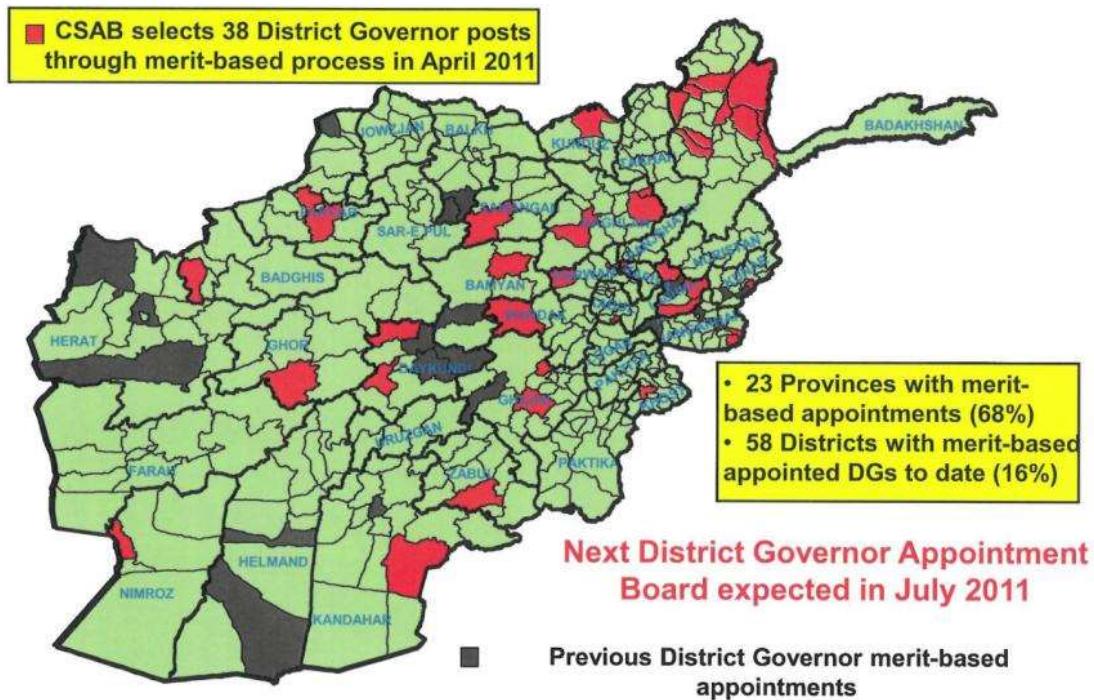 CSAB selects 38 District Governor posts
through merit-based process in April 2011
JOWZJAN
BALKH
KUNDUZ
TAKHAR
BADAKHSHAN
FARYAB
SAR-E PUL
SAMANGAN
BAGHLAN
PANJSHIR
NURISTAN
KUNAR
BADGHIS
BAMYAN
PARWAN
KAPISA
LAGHMAN
KABUL
WARDAK
NANGARHAR
HERAT
GHOR
DAYKUNDI
LOGAR
PAKTYA
GHAZNI
KHOST
URUZGAN
PAKTIKA
FARAH
ZABUL
HELMAND
NIMROZ
KANDAHAR
• 23 Provinces with merit-
based appointments (68%)
• 58 Districts with merit-based
appointed DGs to date (16%)
Next District Governor Appointment
Board expected in July 2011
Previous District Governor merit-based
appointments